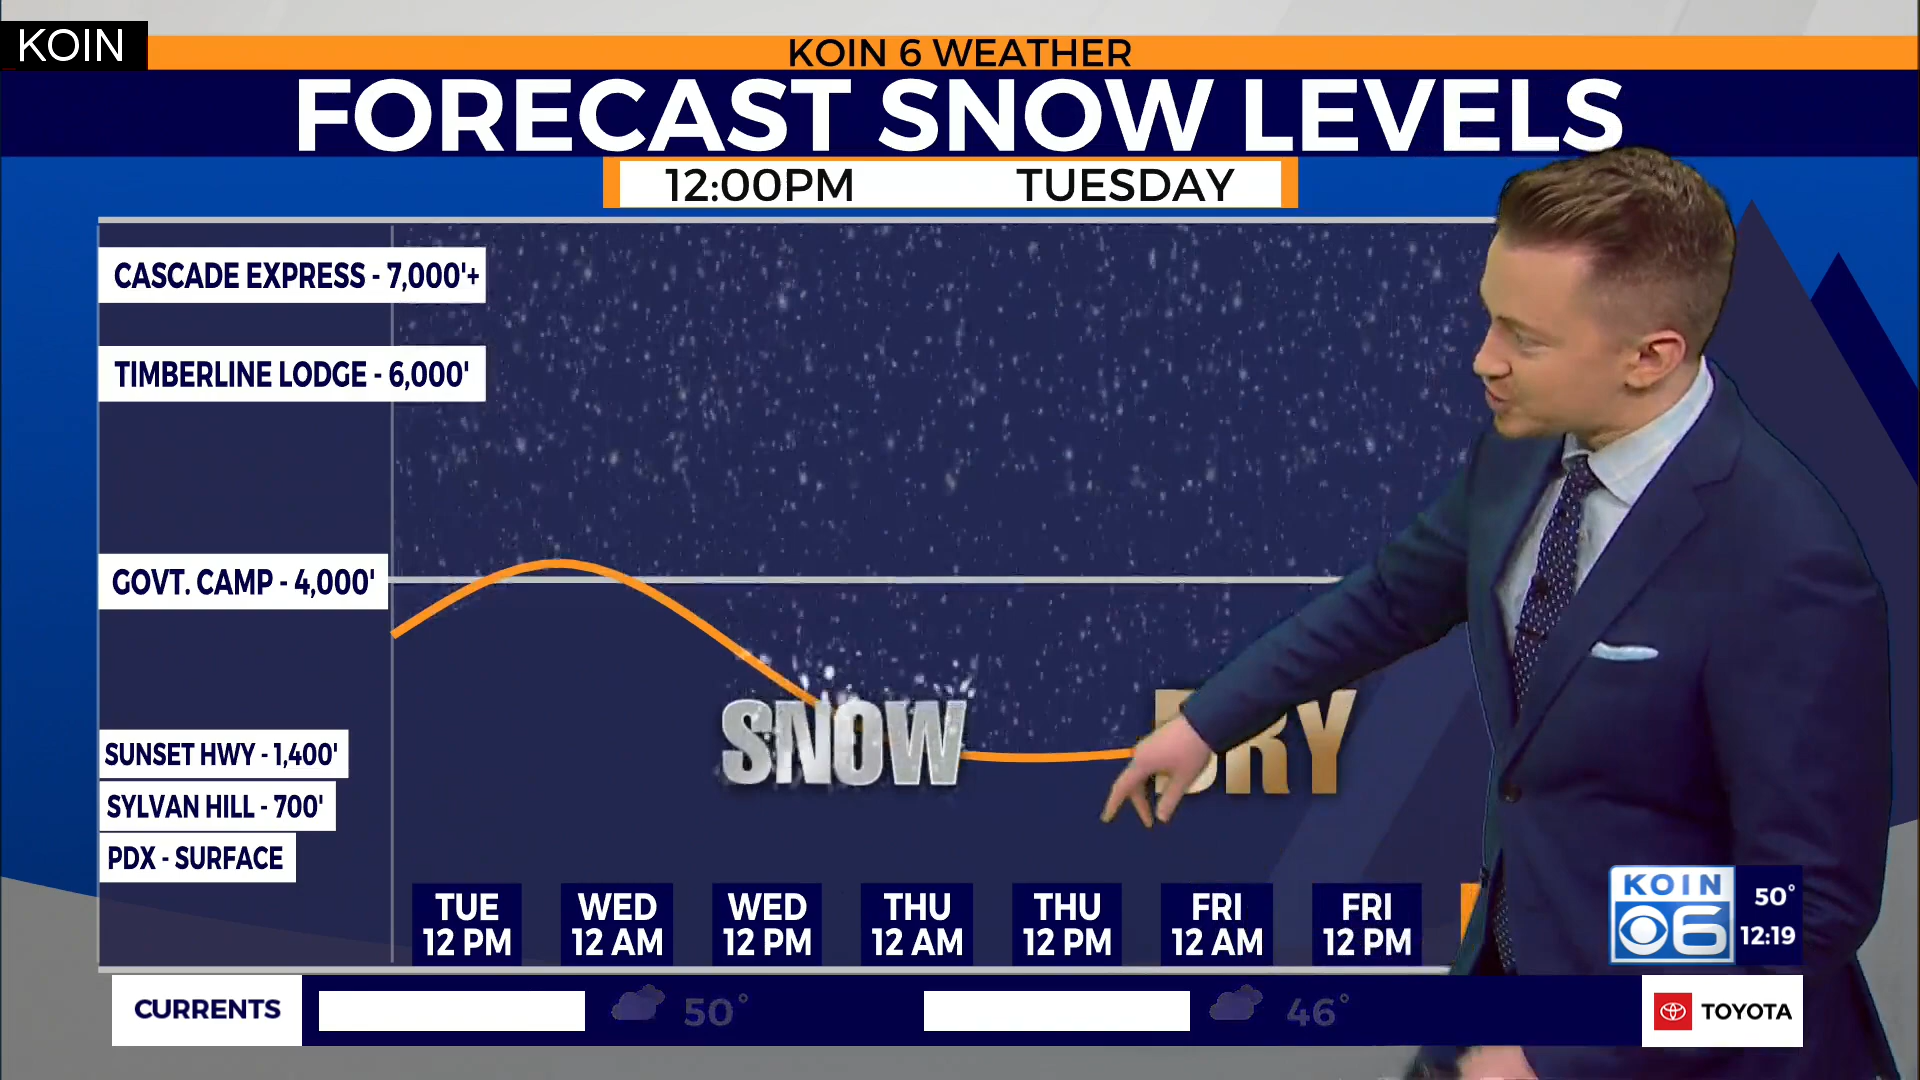 KOIN
KOIN 6 WEATHER
FORECAST SNOW LEVELS
12:00PM TUESDAY
CASCADE EXPRESS - 7,000'+
TIMBERLINE LODGE - 6,000'
GOVT. CAMP - 4,000'
SNOW
DRY
SUNSET HWY - 1,400'
SYLVAN HILL - 700'
PDX - SURFACE
TUE 12 PM
WED 12 AM
WED 12 PM
THU 12 AM
THU 12 PM
FRI 12 AM
FRI 12 PM
KOIN
6
50°
12:19
CURRENTS
50°
46°
TOYOTA